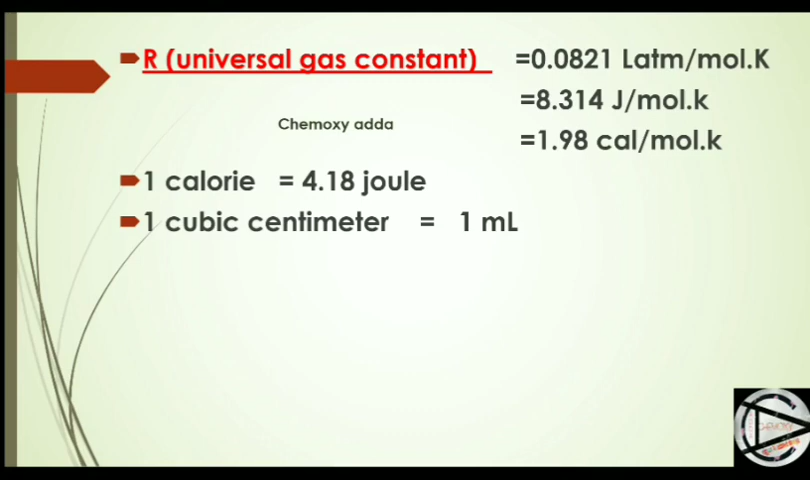 R (universal gas constant) =0.0821 Latm/mol.K
=8.314 J/mol.k
Chemoxy adda
=1.98 cal/mol.k
1 calorie = 4.18 joule
1 cubic centimeter = 1 mL